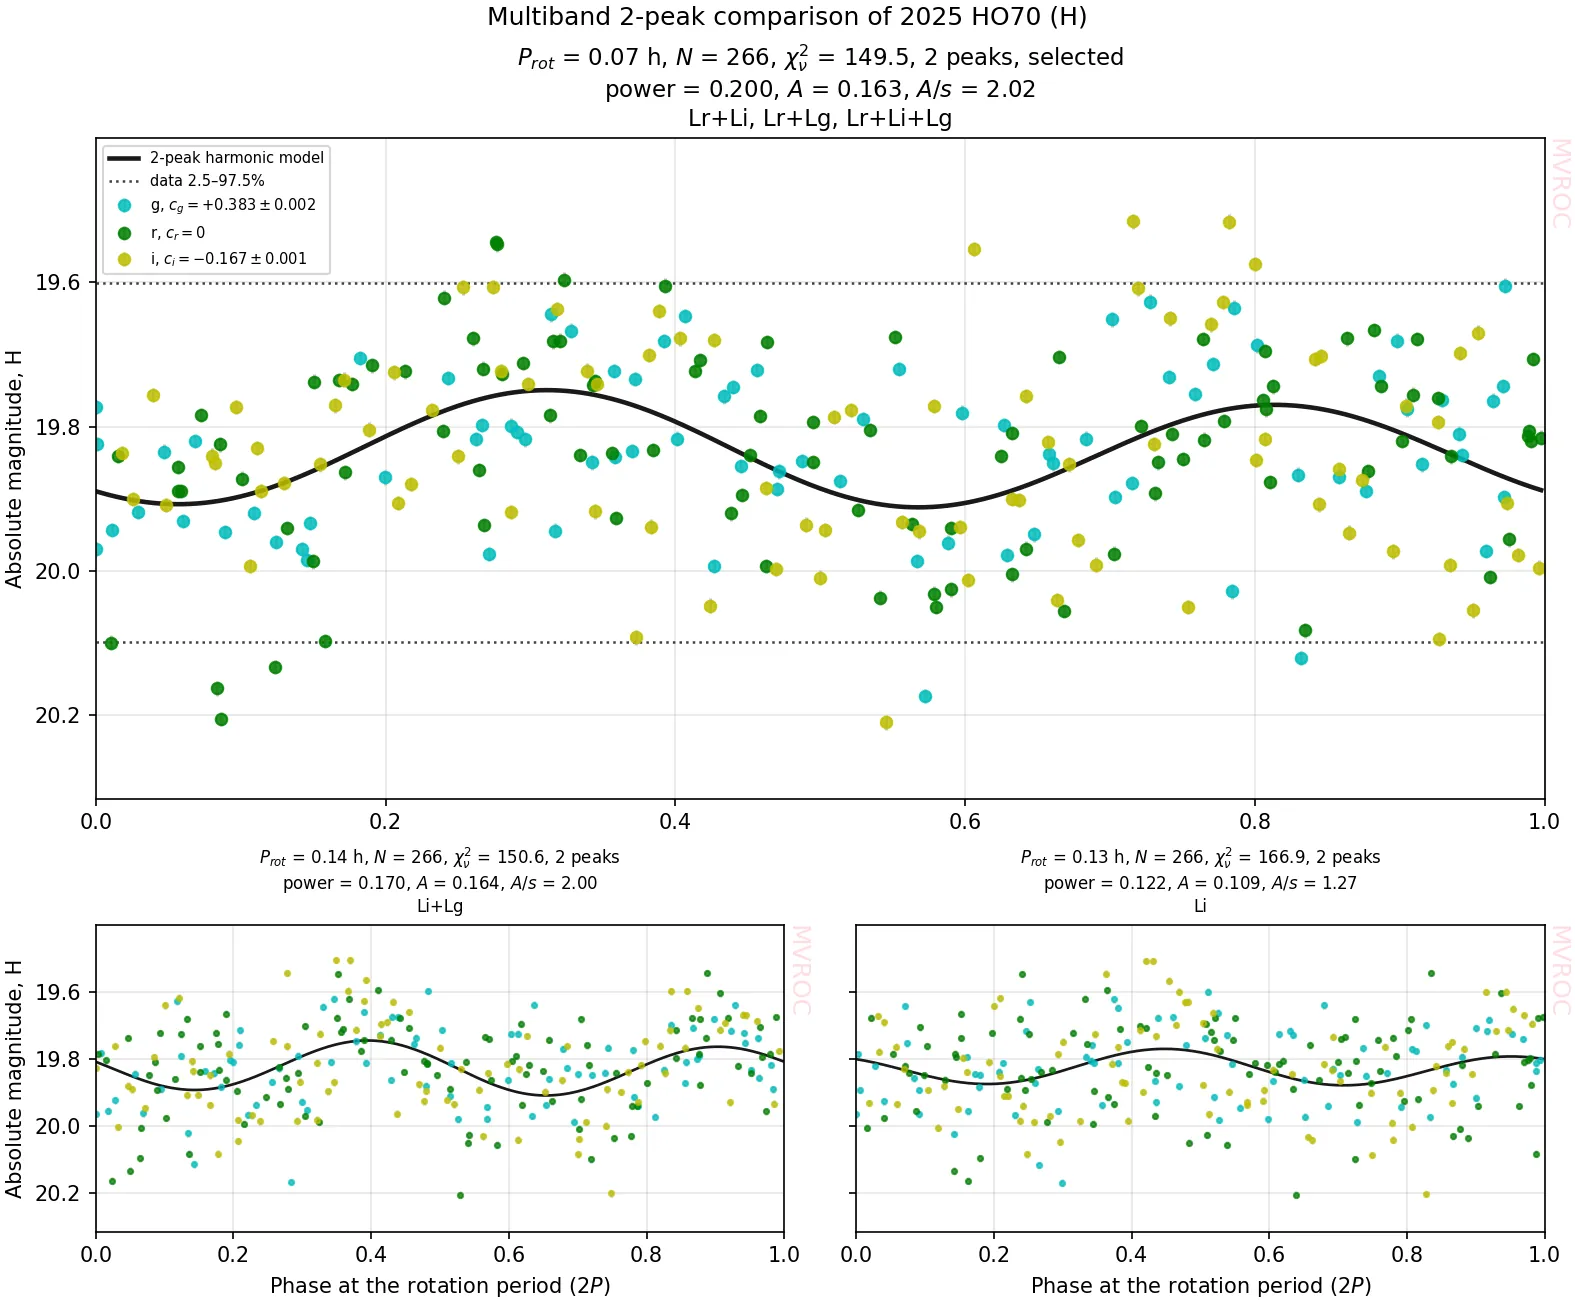 Multiband 2-peak comparison of 2025 HO70 (H)
P_rot = 0.07 h, N = 266, χ²_ν = 149.5, 2 peaks, selected
power = 0.200, A = 0.163, A/s = 2.02
Lr+Li, Lr+Lg, Lr+Li+Lg
2-peak harmonic model
data 2.5–97.5%
g, c_g = +0.383 ± 0.002
r, c_r = 0
i, c_i = −0.167 ± 0.001
MVROC
Absolute magnitude, H
19.6
19.8
20.0
20.2
0.0 0.2 0.4 0.6 0.8 1.0
P_rot = 0.14 h, N = 266, χ²_ν = 150.6, 2 peaks
power = 0.170, A = 0.164, A/s = 2.00
Li+Lg
MVROC
Absolute magnitude, H
19.6
19.8
20.0
20.2
0.0 0.2 0.4 0.6 0.8 1.0
Phase at the rotation period (2P)
P_rot = 0.13 h, N = 266, χ²_ν = 166.9, 2 peaks
power = 0.122, A = 0.109, A/s = 1.27
Li
MVROC
0.0 0.2 0.4 0.6 0.8 1.0
Phase at the rotation period (2P)